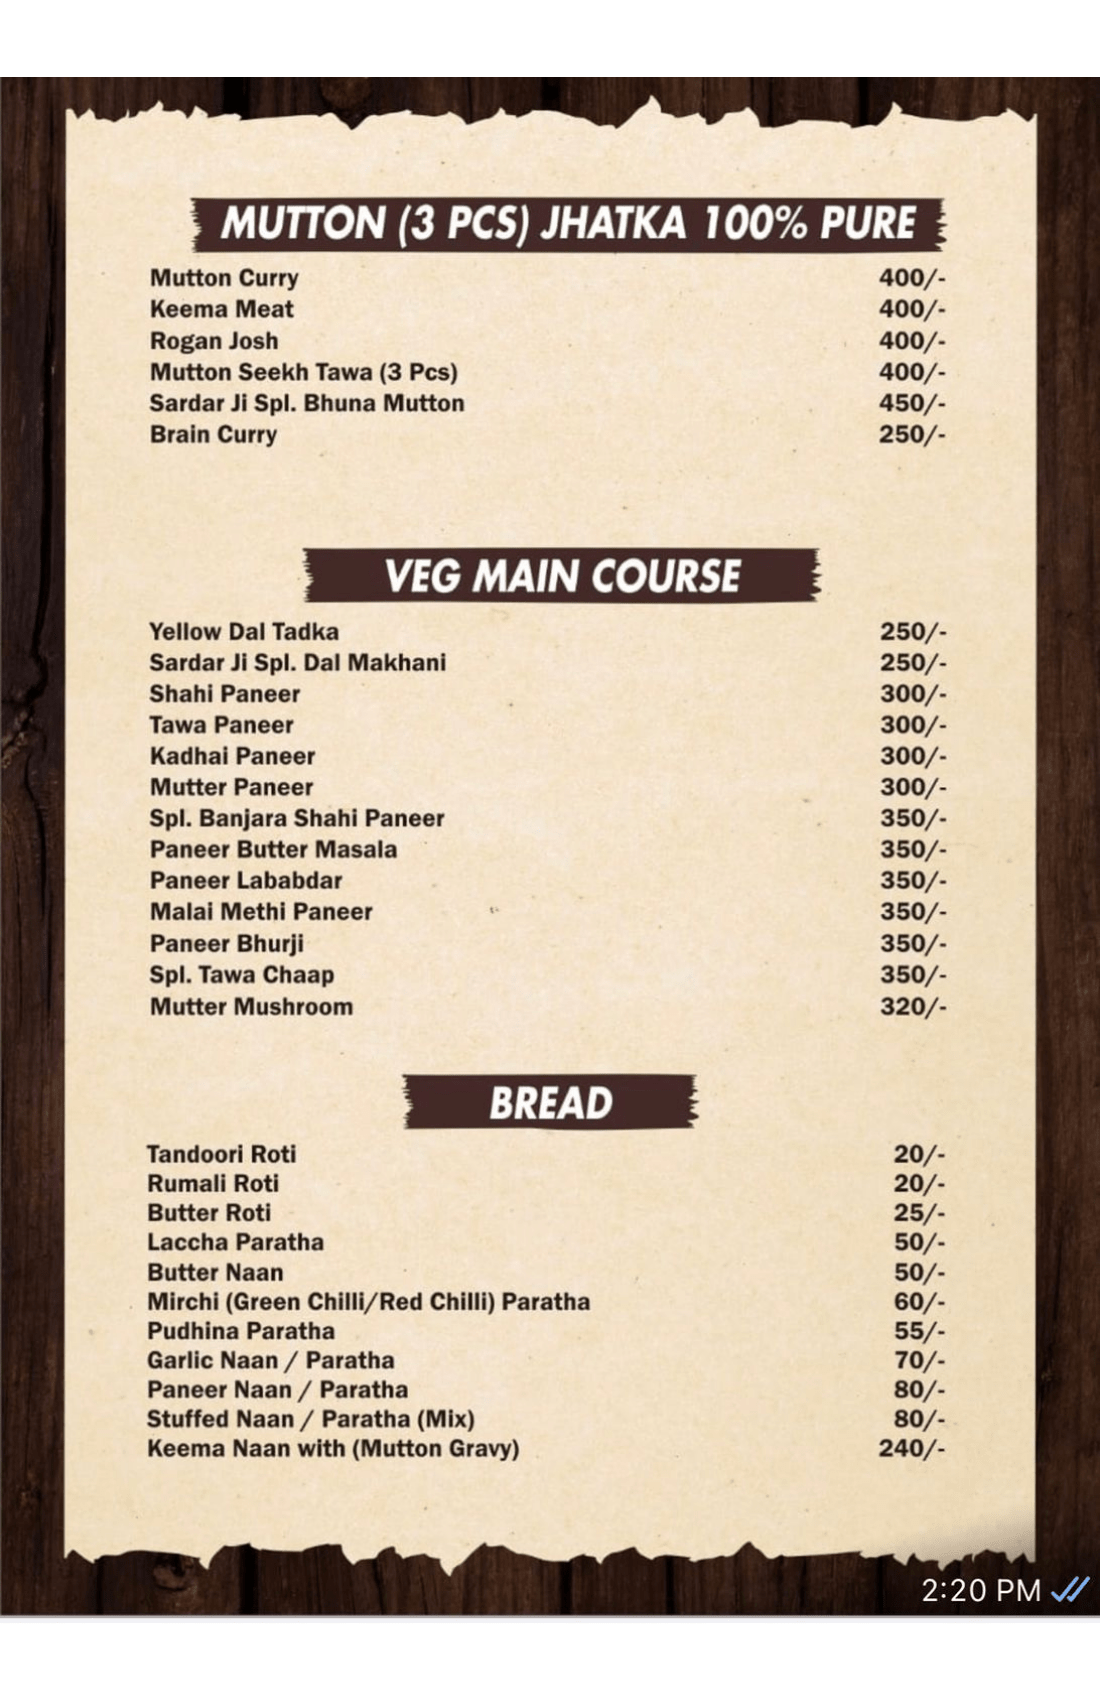 MUTTON (3 PCS) JHATKA 100% PURE
Mutton Curry 400/-
Keema Meat 400/-
Rogan Josh 400/-
Mutton Seekh Tawa (3 Pcs) 400/-
Sardar Ji Spl. Bhuna Mutton 450/-
Brain Curry 250/-
VEG MAIN COURSE
Yellow Dal Tadka 250/-
Sardar Ji Spl. Dal Makhani 250/-
Shahi Paneer 300/-
Tawa Paneer 300/-
Kadhai Paneer 300/-
Mutter Paneer 300/-
Spl. Banjara Shahi Paneer 350/-
Paneer Butter Masala 350/-
Paneer Lababdar 350/-
Malai Methi Paneer 350/-
Paneer Bhurji 350/-
Spl. Tawa Chaap 350/-
Mutter Mushroom 320/-
BREAD
Tandoori Roti 20/-
Rumali Roti 20/-
Butter Roti 25/-
Laccha Paratha 50/-
Butter Naan 50/-
Mirchi (Green Chilli/Red Chilli) Paratha 60/-
Pudhina Paratha 55/-
Garlic Naan / Paratha 70/-
Paneer Naan / Paratha 80/-
Stuffed Naan / Paratha (Mix) 80/-
Keema Naan with (Mutton Gravy) 240/-
2:20 PM